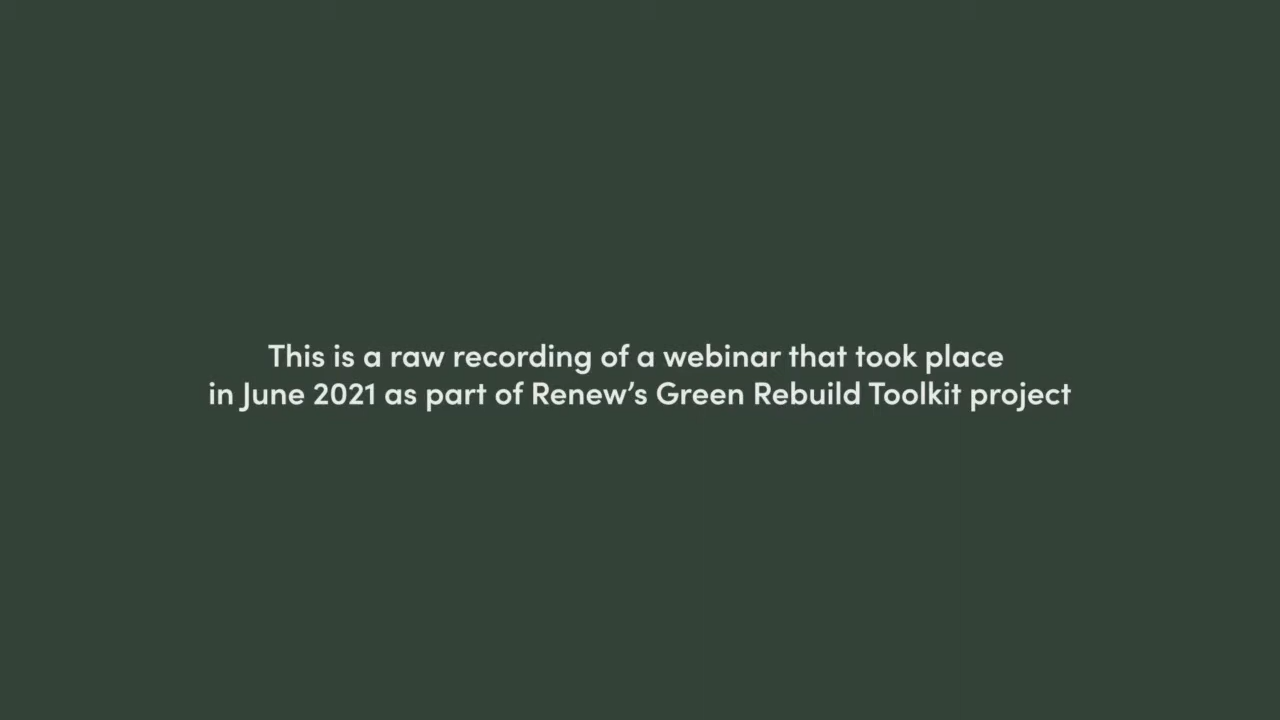 This is a raw recording of a webinar that took place
in June 2021 as part of Renew’s Green Rebuild Toolkit project